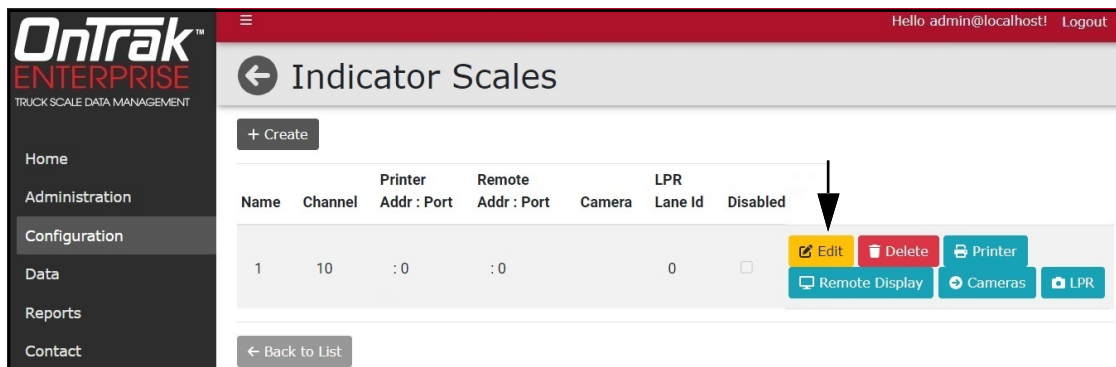 OnTrak™
ENTERPRISE
TRUCK SCALE DATA MANAGEMENT
Home
Administration
Configuration
Data
Reports
Contact
Hello admin@localhost! Logout
Indicator Scales
+ Create
Name Channel Printer Addr : Port Remote Addr : Port Camera LPR Lane Id Disabled
1 10 : 0 : 0 0
Edit Delete Printer
Remote Display Cameras LPR
← Back to List